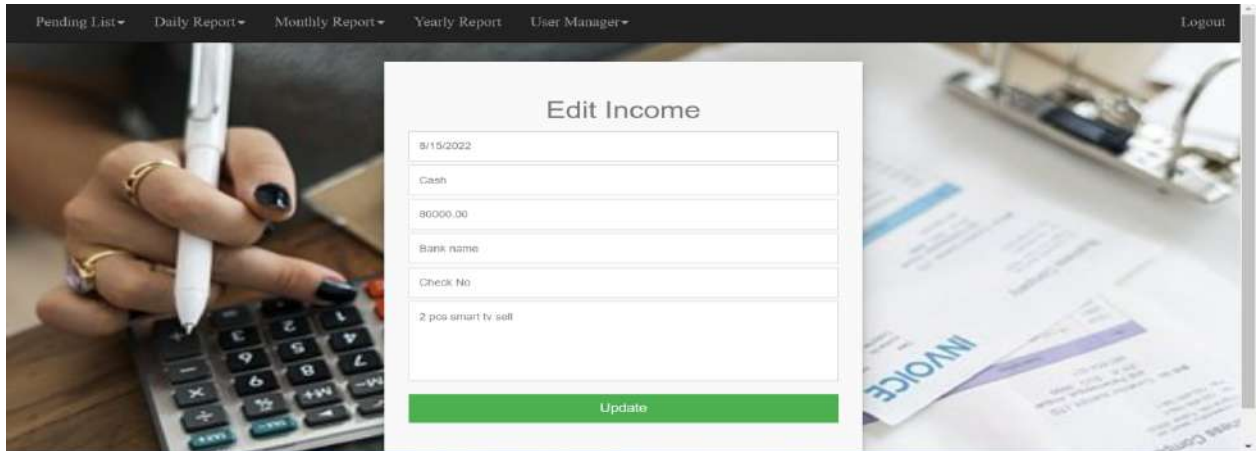 Pending List Daily Report Monthly Report Yearly Report User Manager Logout
Edit Income
8/15/2022
Cash
80000.00
Bank name
Check No
2 pcs smart tv sell
Update
INVOICE